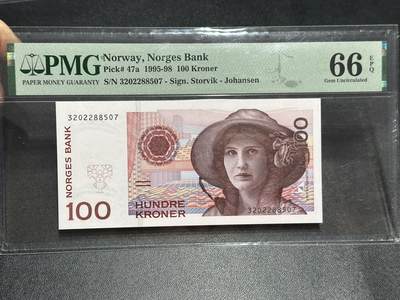 PMG
PAPER MONEY GUARANTY
Norway, Norges Bank
Pick# 47a 1995-98 100 Kroner
S/N 3202288507 - Sign. Storvik - Johansen
66 EPQ
Gem Uncirculated
3202288507
NORGES BANK
100
HUNDRE
KRONER
100
3202288507